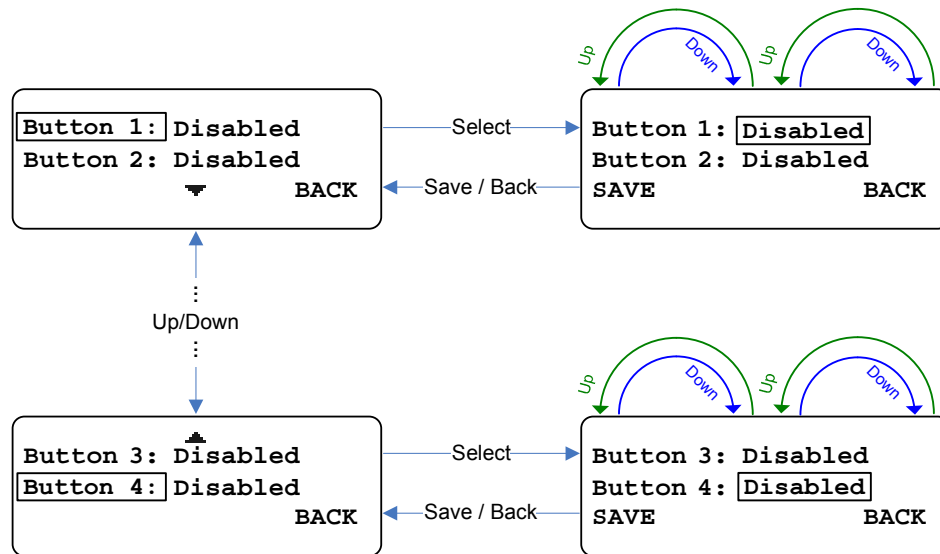 Up
Down
Up
Down
Button 1: Disabled
Button 2: Disabled
BACK
Select
Save / Back
Button 1: Disabled
Button 2: Disabled
SAVE BACK
Up/Down
Up
Down
Up
Down
Button 3: Disabled
Button 4: Disabled
BACK
Select
Save / Back
Button 3: Disabled
Button 4: Disabled
SAVE BACK